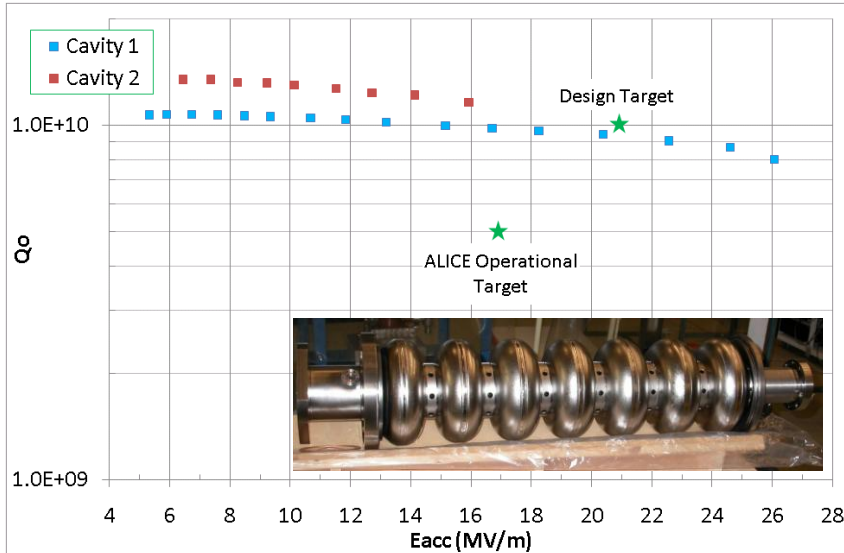 Cavity 1
Cavity 2
Design Target
1.0E+10
Qo
ALICE Operational
Target
1.0E+09
4 6 8 10 12 14 16 18 20 22 24 26 28
Eacc (MV/m)